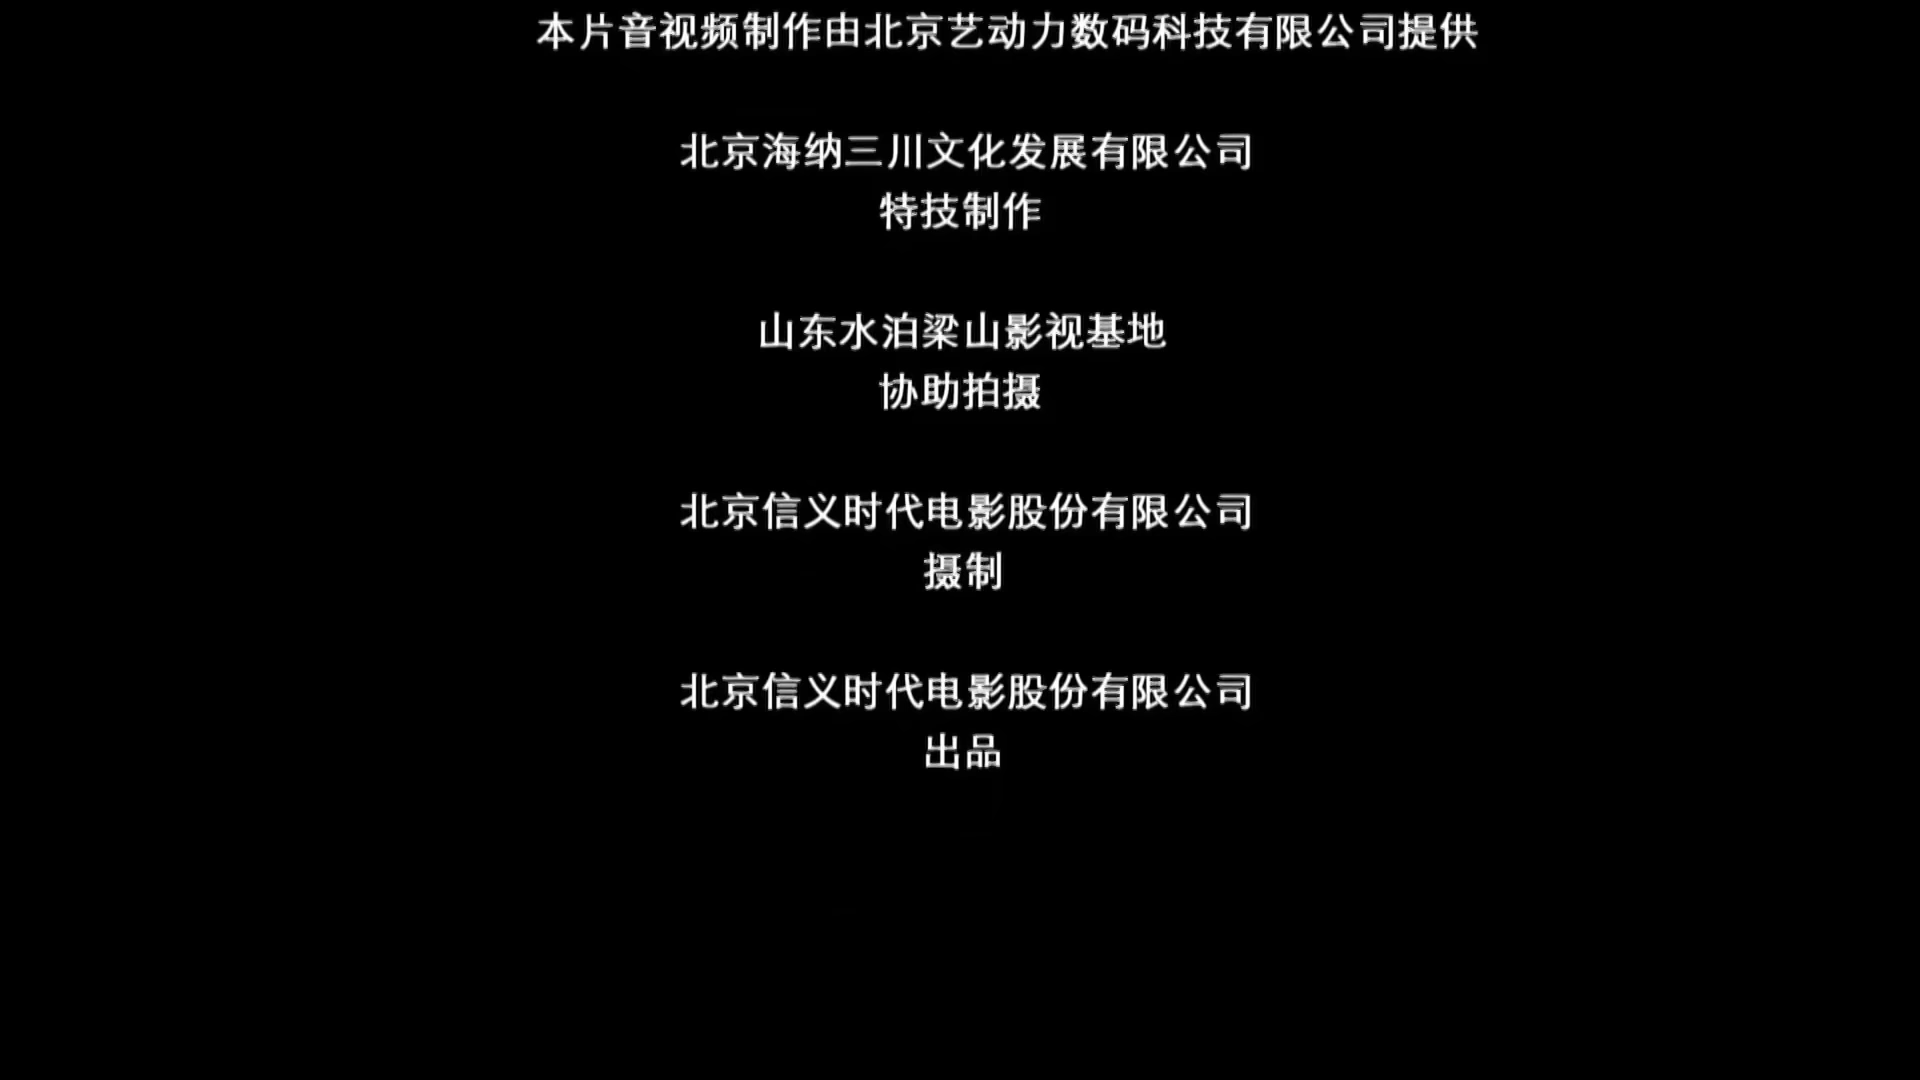 本片音视频制作由北京艺动力数码科技有限公司提供
北京海纳三川文化发展有限公司
特技制作
山东水泊梁山影视基地
协助拍摄
北京信义时代电影股份有限公司
摄制
北京信义时代电影股份有限公司
出品